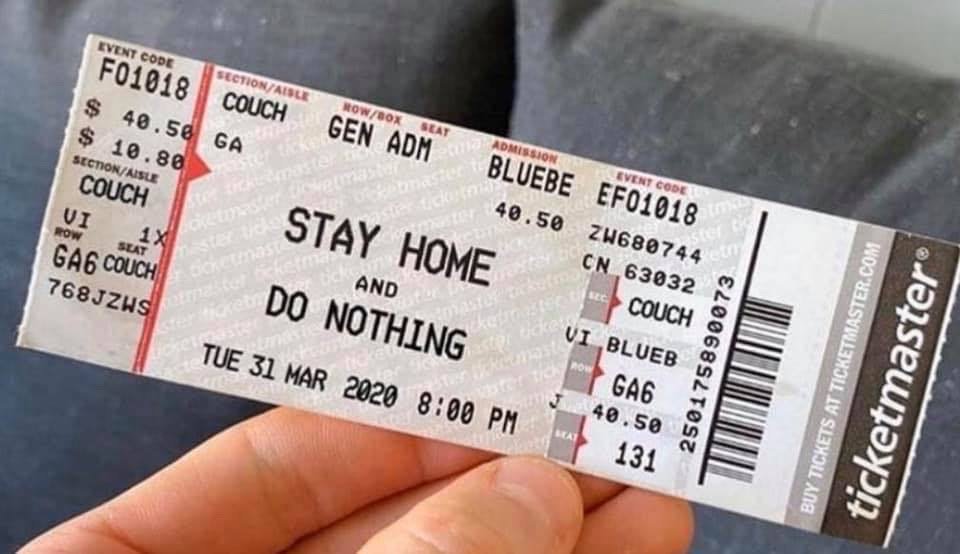 EVENT CODE
FO1018
$ 40.50
$ 10.80
SECTION/AISLE
COUCH
VI 1X
ROW SEAT
GA6 COUCH
768JZWS
SECTION/AISLE ROW/BOX SEAT ADMISSION EVENT CODE
COUCH GEN ADM BLUEBE EFO1018
GA 40.50
STAY HOME
AND
DO NOTHING
TUE 31 MAR 2020 8:00 PM
ZW680744
CN 63032
SEC.
COUCH
VI BLUEB
ROW
GA6
J 40.50
SEAT
131
250175890073
BUY TICKETS AT TICKETMASTER.COM
ticketmaster®